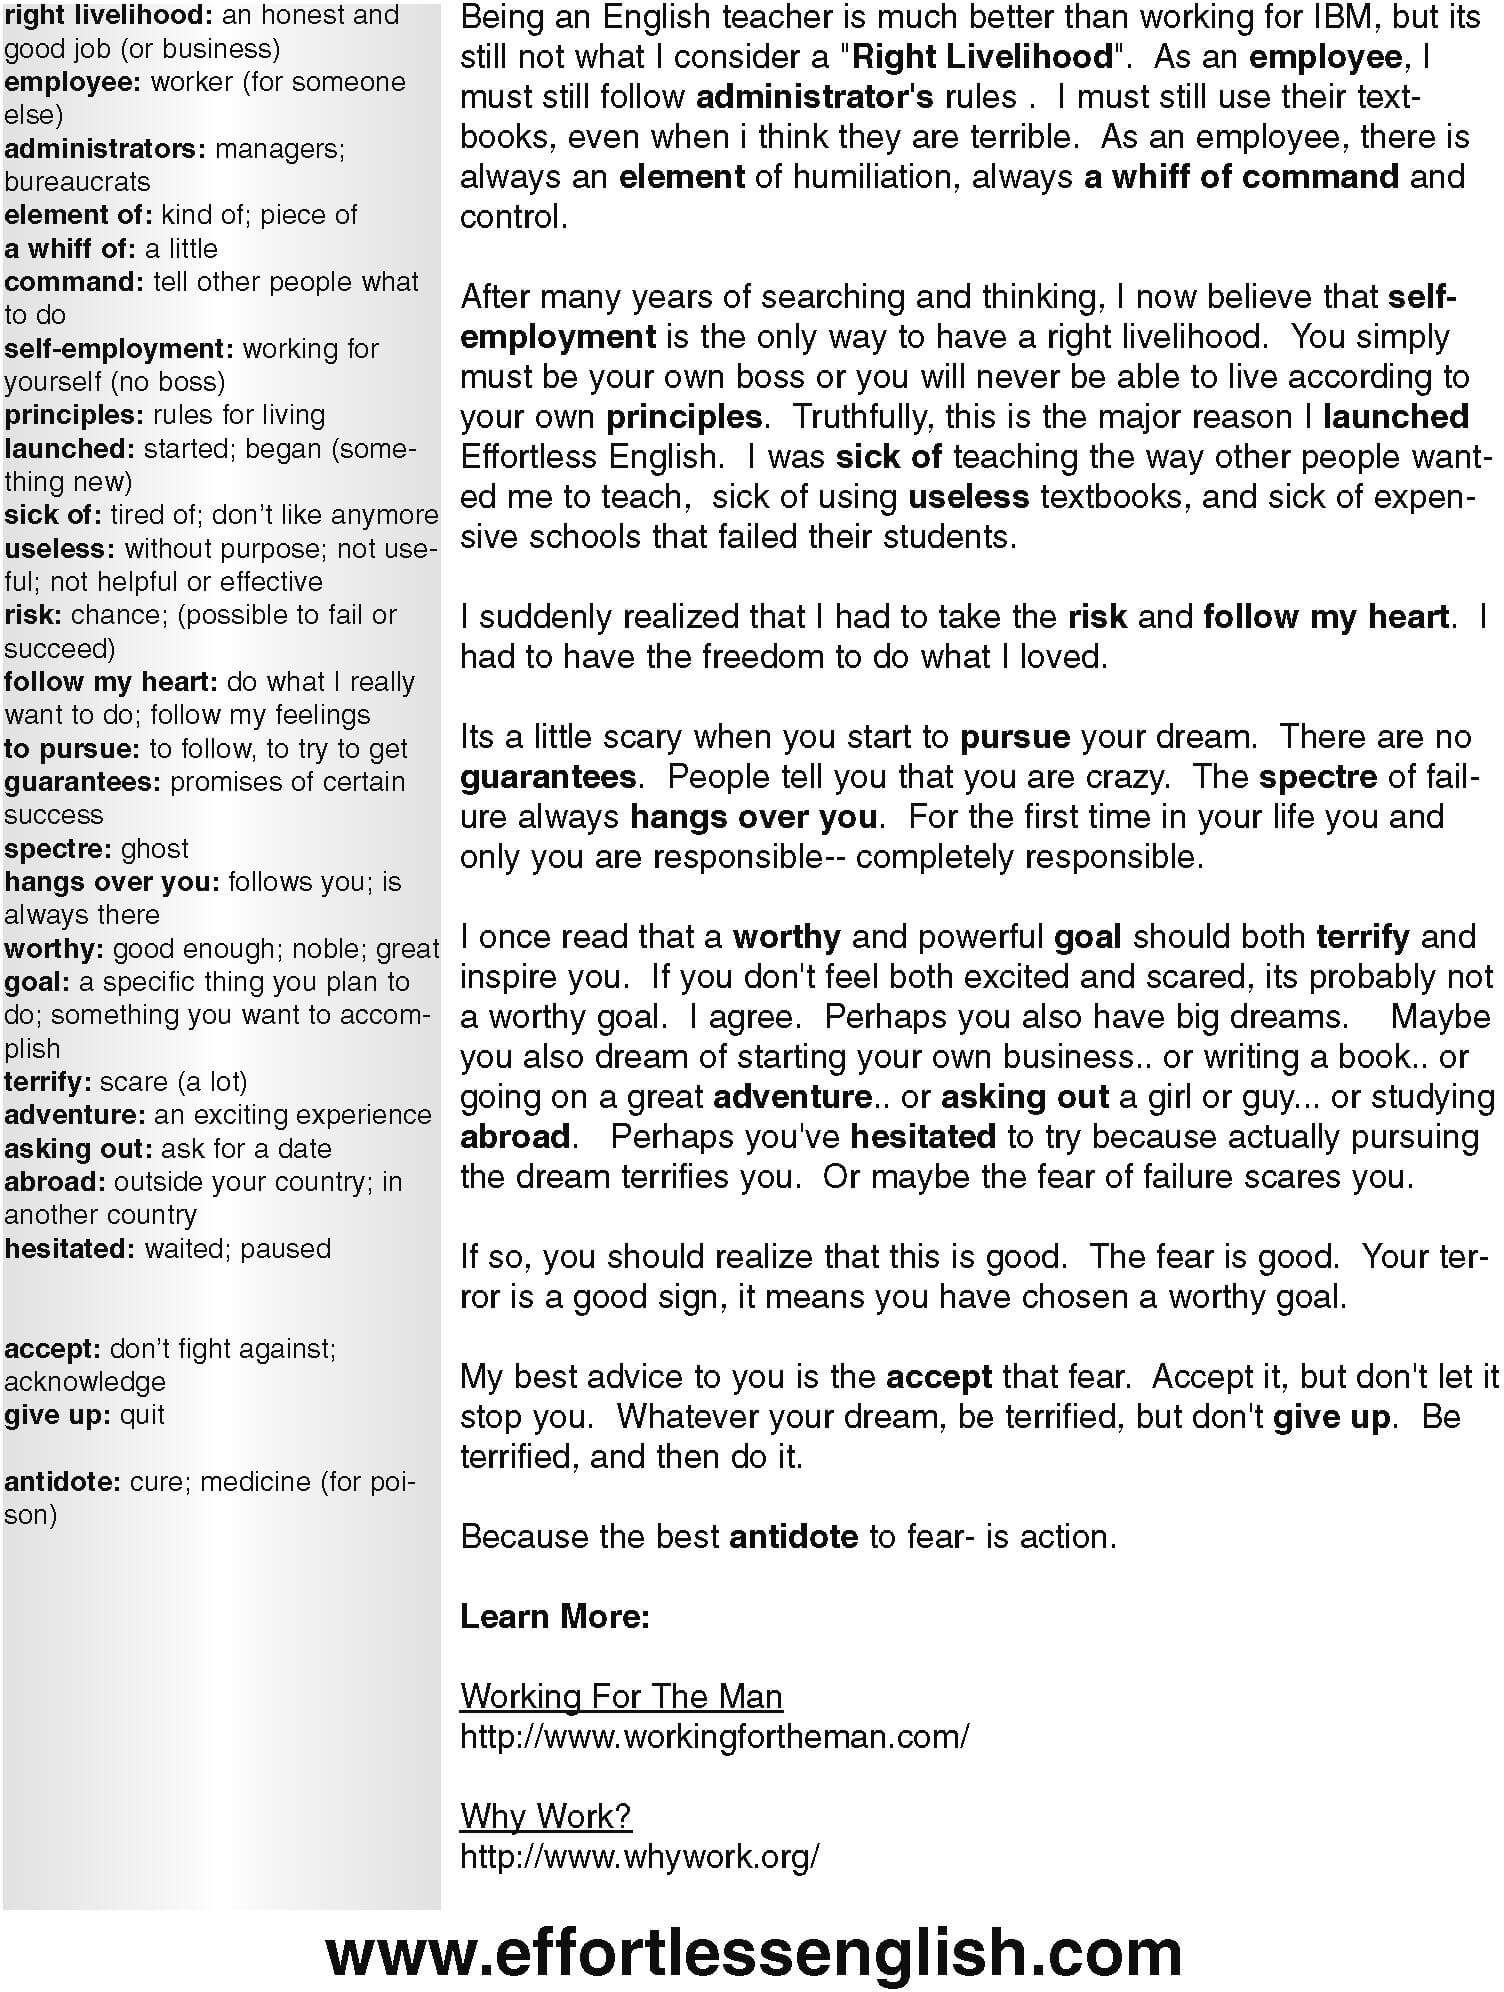 right livelihood: an honest and
good job (or business)
employee: worker (for someone
else)
administrators: managers;
bureaucrats
element of: kind of; piece of
a whiff of: a little
command: tell other people what
to do
self-employment: working for
yourself (no boss)
principles: rules for living
launched: started; began (some-
thing new)
sick of: tired of; don't like anymore
useless: without purpose; not use-
ful; not helpful or effective
risk: chance; (possible to fail or
succeed)
follow my heart: do what I really
want to do; follow my feelings
to pursue: to follow, to try to get
guarantees: promises of certain
success
spectre: ghost
hangs over you: follows you; is
always there
worthy: good enough; noble; great
goal: a specific thing you plan to
do; something you want to accom-
plish
terrify: scare (a lot)
adventure: an exciting experience
asking out: ask for a date
abroad: outside your country; in
another country
hesitated: waited; paused
accept: don't fight against;
acknowledge
give up: quit
antidote: cure; medicine (for poi-
son)
Being an English teacher is much better than working for IBM, but its
still not what I consider a "Right Livelihood".  As an employee, I
must still follow administrator's rules .  I must still use their text-
books, even when i think they are terrible.  As an employee, there is
always an element of humiliation, always a whiff of command and
control.
After many years of searching and thinking, I now believe that self-
employment is the only way to have a right livelihood.  You simply
must be your own boss or you will never be able to live according to
your own principles.  Truthfully, this is the major reason I launched
Effortless English.  I was sick of teaching the way other people want-
ed me to teach,  sick of using useless textbooks, and sick of expen-
sive schools that failed their students.
I suddenly realized that I had to take the risk and follow my heart.  I
had to have the freedom to do what I loved.
Its a little scary when you start to pursue your dream.  There are no
guarantees.  People tell you that you are crazy.  The spectre of fail-
ure always hangs over you.  For the first time in your life you and
only you are responsible-- completely responsible.
I once read that a worthy and powerful goal should both terrify and
inspire you.  If you don't feel both excited and scared, its probably not
a worthy goal.  I agree.  Perhaps you also have big dreams.    Maybe
you also dream of starting your own business.. or writing a book.. or
going on a great adventure.. or asking out a girl or guy... or studying
abroad.   Perhaps you've hesitated to try because actually pursuing
the dream terrifies you.  Or maybe the fear of failure scares you.
If so, you should realize that this is good.  The fear is good.  Your ter-
ror is a good sign, it means you have chosen a worthy goal.
My best advice to you is the accept that fear.  Accept it, but don't let it
stop you.  Whatever your dream, be terrified, but don't give up.  Be
terrified, and then do it.
Because the best antidote to fear- is action.
Learn More:
Working For The Man
http://www.workingfortheman.com/
Why Work?
http://www.whywork.org/
www.effortlessenglish.com